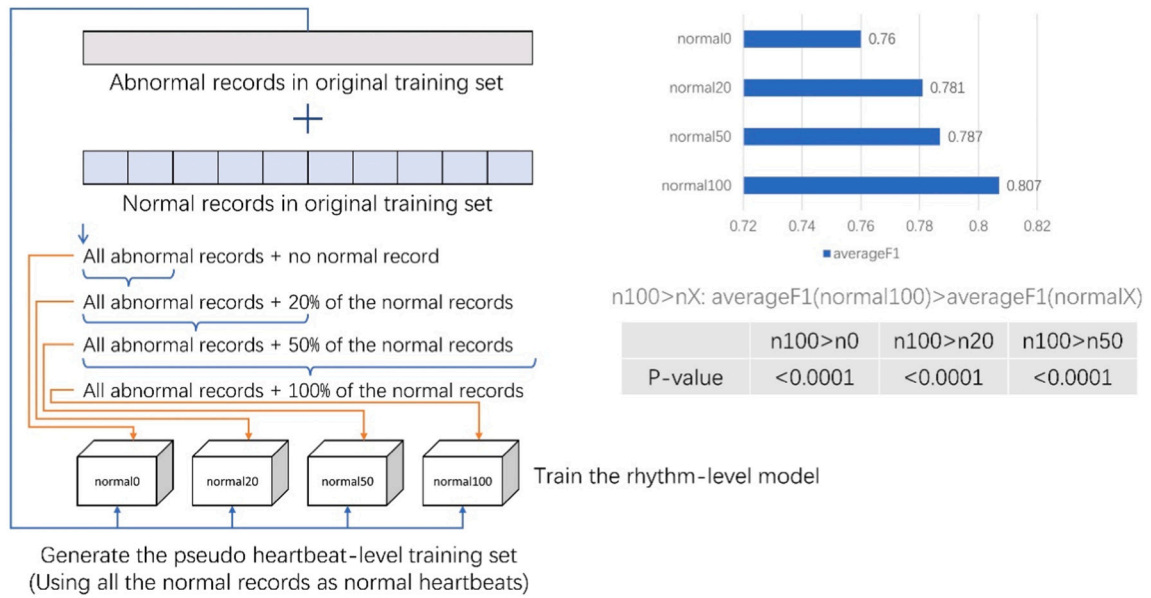 Abnormal records in original training set
+
Normal records in original training set
All abnormal records + no normal record
All abnormal records + 20% of the normal records
All abnormal records + 50% of the normal records
All abnormal records + 100% of the normal records
normal0
normal20
normal50
normal100
Train the rhythm-level model
Generate the pseudo heartbeat-level training set
(Using all the normal records as normal heartbeats)
normal0 0.76
normal20 0.781
normal50 0.787
normal100 0.807
0.72 0.74 0.76 0.78 0.8 0.82
averageF1
n100>nX: averageF1(normal100)>averageF1(normalX)
n100>n0 n100>n20 n100>n50
P-value <0.0001 <0.0001 <0.0001